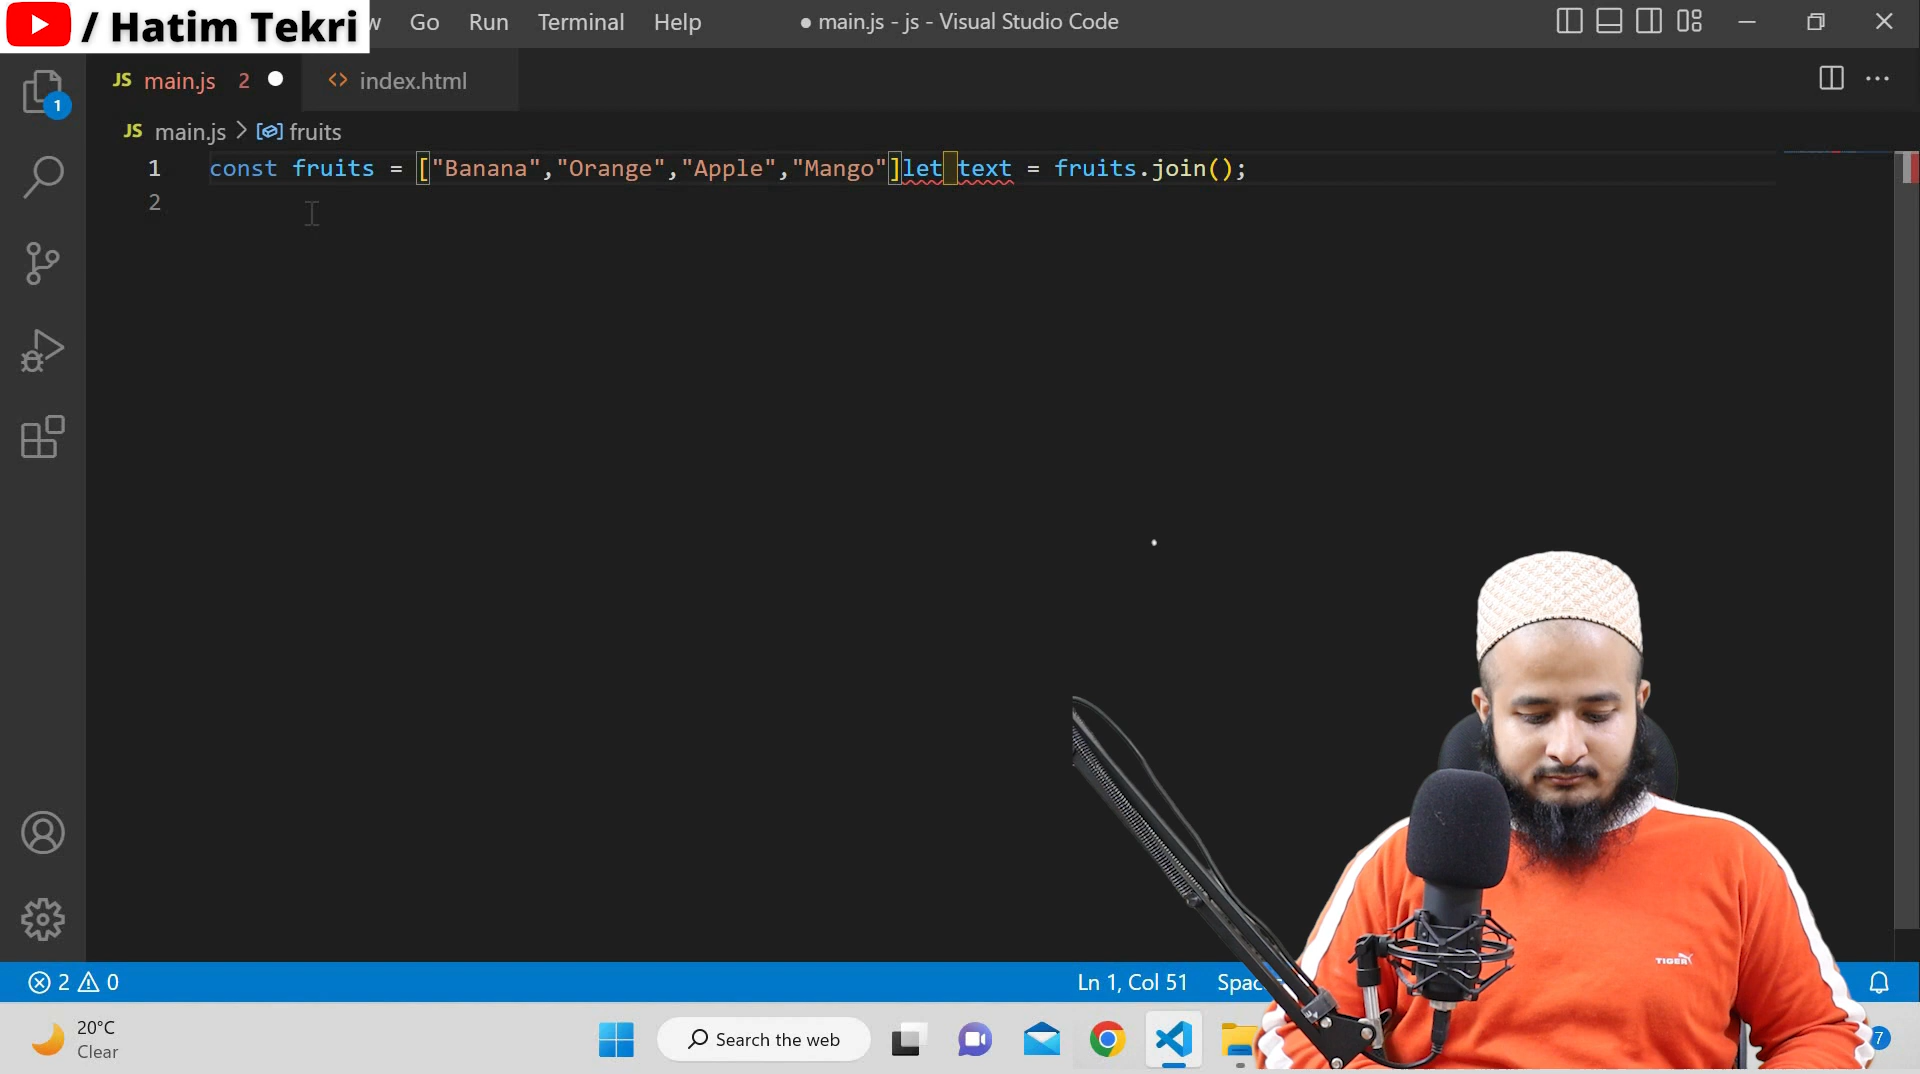 / Hatim Tekri
w Go Run Terminal Help
● main.js - js - Visual Studio Code
JS main.js 2
<> index.html
JS main.js > fruits
1 const fruits = ["Banana","Orange","Apple","Mango"]let text = fruits.join();
2
1
2 0
Ln 1, Col 51
Spac
TIGER
20°C
Clear
Search the web
7